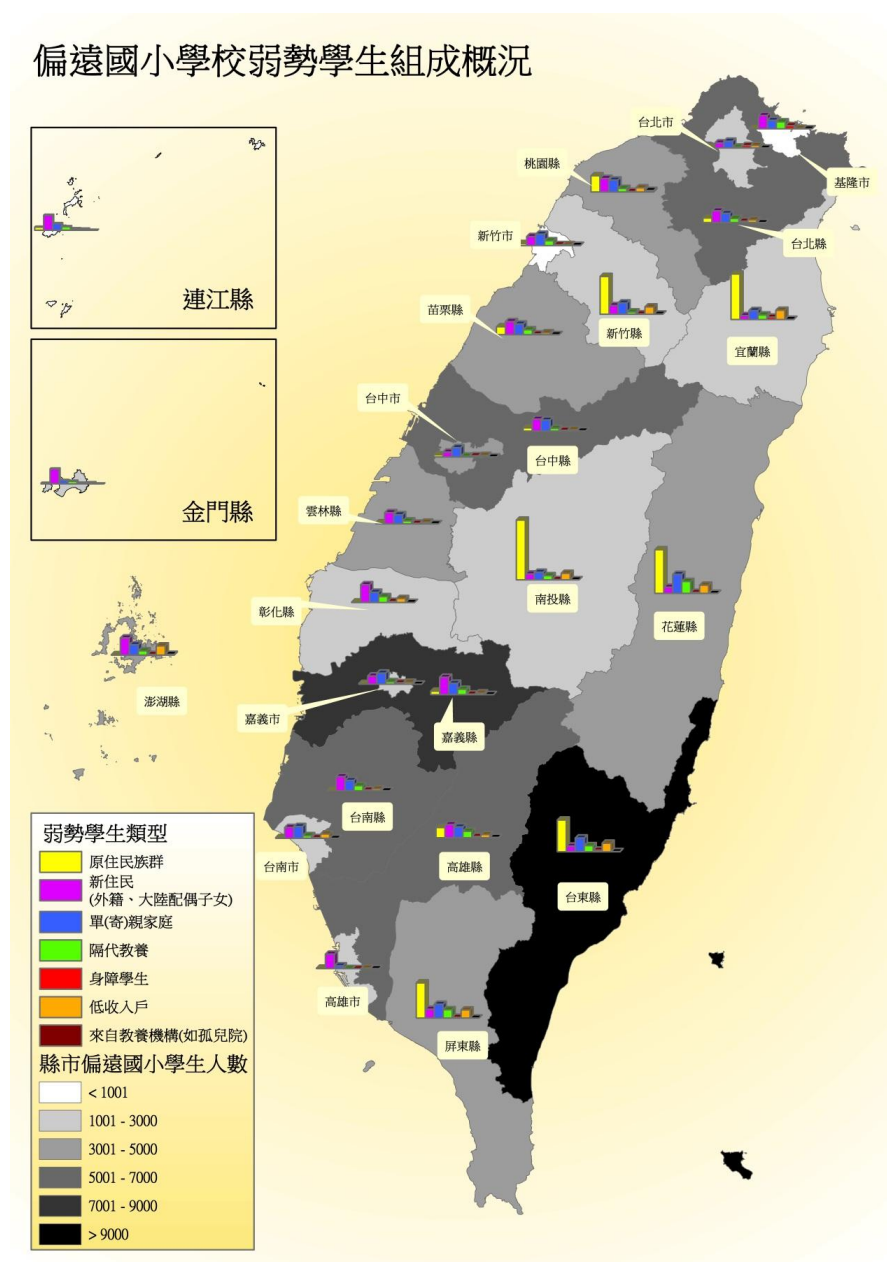 偏遠國小學校弱勢學生組成概況
台北市
桃園縣
基隆市
新竹市
台北縣
連江縣
苗栗縣
新竹縣
宜蘭縣
台中市
台中縣
金門縣
雲林縣
南投縣
彰化縣
花蓮縣
澎湖縣
嘉義市
嘉義縣
台南縣
台南市
高雄縣
台東縣
高雄市
屏東縣
弱勢學生類型
原住民族群
新住民
(外籍、大陸配偶子女)
單(寄)親家庭
隔代教養
身障學生
低收入戶
來自教養機構(如孤兒院)
縣市偏遠國小學生人數
< 1001
1001 - 3000
3001 - 5000
5001 - 7000
7001 - 9000
> 9000